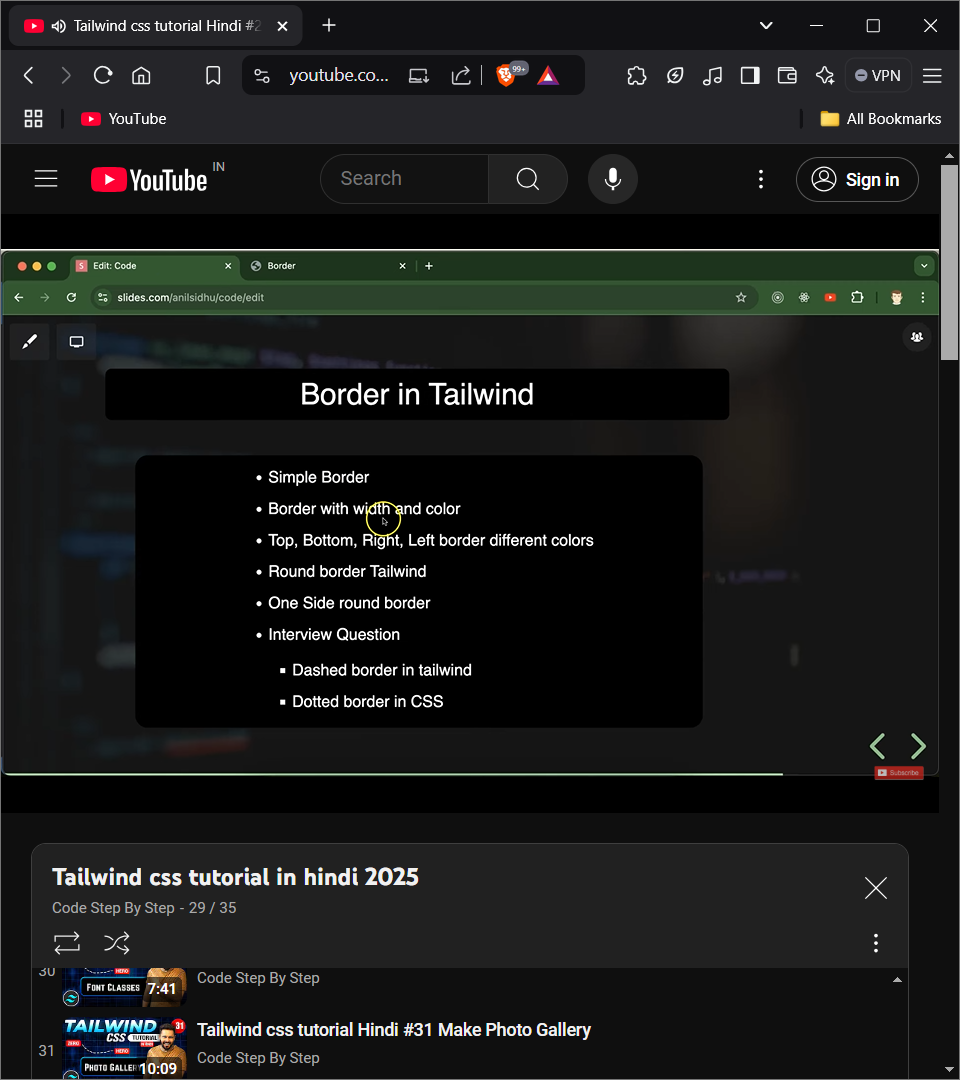 Tailwind css tutorial Hindi #2
youtube.co...
99+
VPN
YouTube
All Bookmarks
YouTube IN
Search
Sign in
Edit: Code
Border
slides.com/anilsidhu/code/edit
Border in Tailwind
• Simple Border
• Border with width and color
• Top, Bottom, Right, Left border different colors
• Round border Tailwind
• One Side round border
• Interview Question
▪ Dashed border in tailwind
▪ Dotted border in CSS
Subscribe
Tailwind css tutorial in hindi 2025
Code Step By Step - 29 / 35
30
HERO
FONT CLASSES
7:41
Code Step By Step
TAILWIND
31
CSS TUTORIAL
HERO
PHOTO GALLERY
10:09
31
Tailwind css tutorial Hindi #31 Make Photo Gallery
Code Step By Step